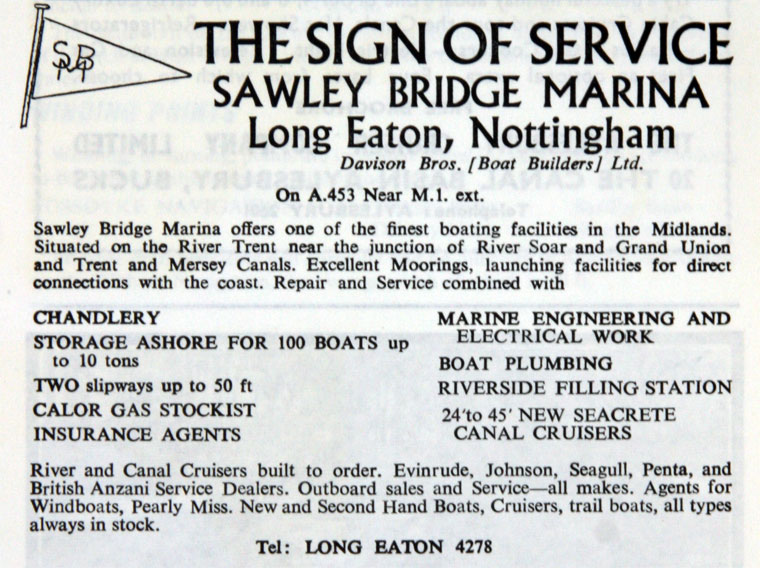 SJBD
THE SIGN OF SERVICE
SAWLEY BRIDGE MARINA
Long Eaton, Nottingham
Davison Bros. [Boat Builders] Ltd.
On A.453 Near M.1. ext.
Sawley Bridge Marina offers one of the finest boating facilities in the Midlands.
Situated on the River Trent near the junction of River Soar and Grand Union
and Trent and Mersey Canals. Excellent Moorings, launching facilities for direct
connections with the coast. Repair and Service combined with
CHANDLERY
STORAGE ASHORE FOR 100 BOATS up
to 10 tons
TWO slipways up to 50 ft
CALOR GAS STOCKIST
INSURANCE AGENTS
MARINE ENGINEERING AND
ELECTRICAL WORK
BOAT PLUMBING
RIVERSIDE FILLING STATION
24' to 45' NEW SEACRETE
CANAL CRUISERS
River and Canal Cruisers built to order. Evinrude, Johnson, Seagull, Penta, and
British Anzani Service Dealers. Outboard sales and Service—all makes. Agents for
Windboats, Pearly Miss. New and Second Hand Boats, Cruisers, trail boats, all types
always in stock.
Tel: LONG EATON 4278